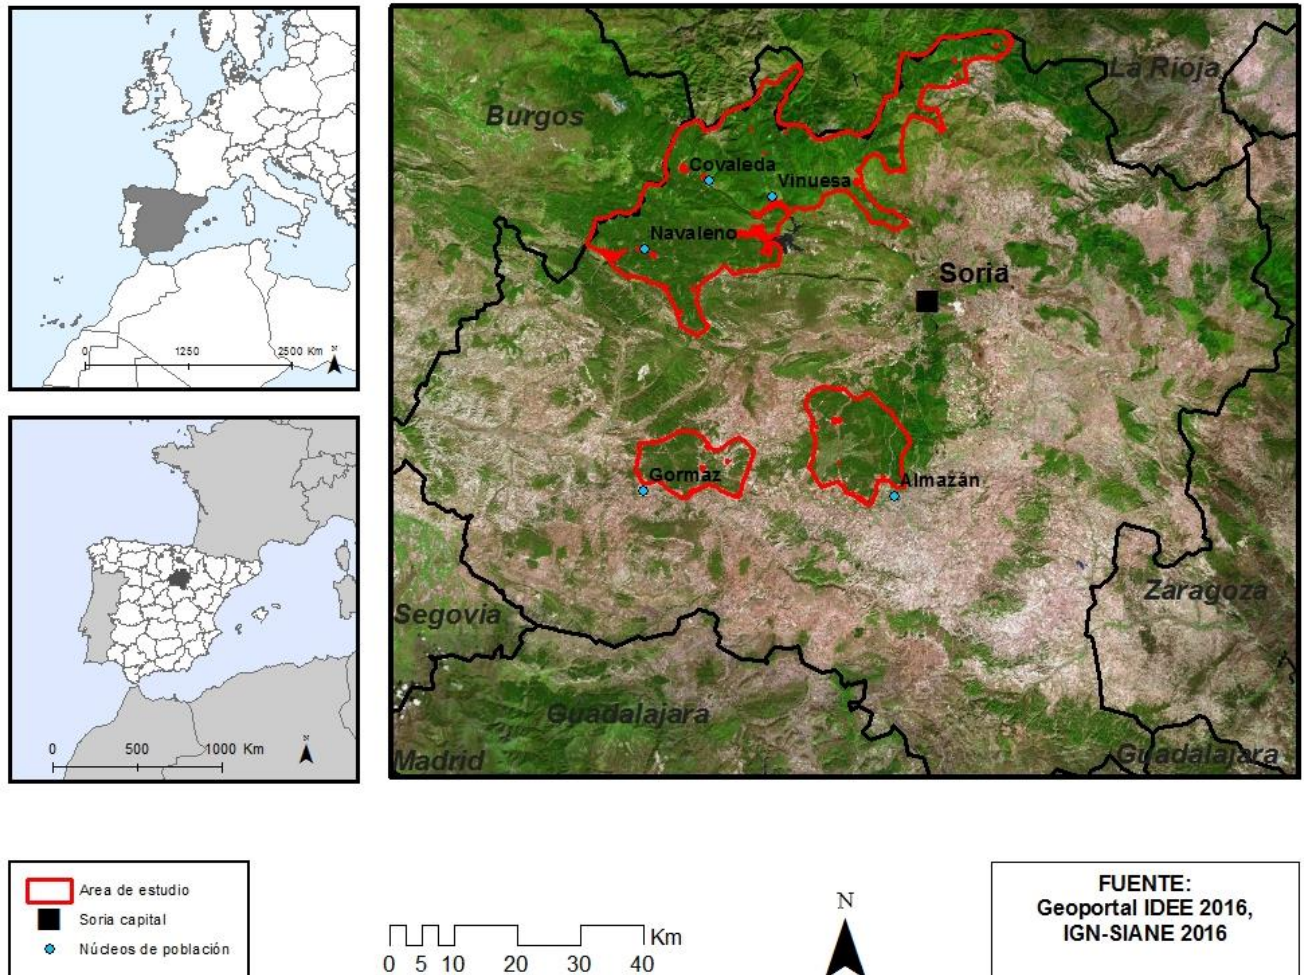 0 1250 2500 Km N
0 500 1000 Km N
Burgos
La Rioja
Covaleda
Vinuesa
Navaleno
Soria
Gormaz
Almazán
Segovia
Zaragoza
Guadalajara
Madrid
Guadalajara
Area de estudio
Soria capital
Núcleos de población
Km
0 5 10 20 30 40
N
FUENTE:
Geoportal IDEE 2016,
IGN-SIANE 2016